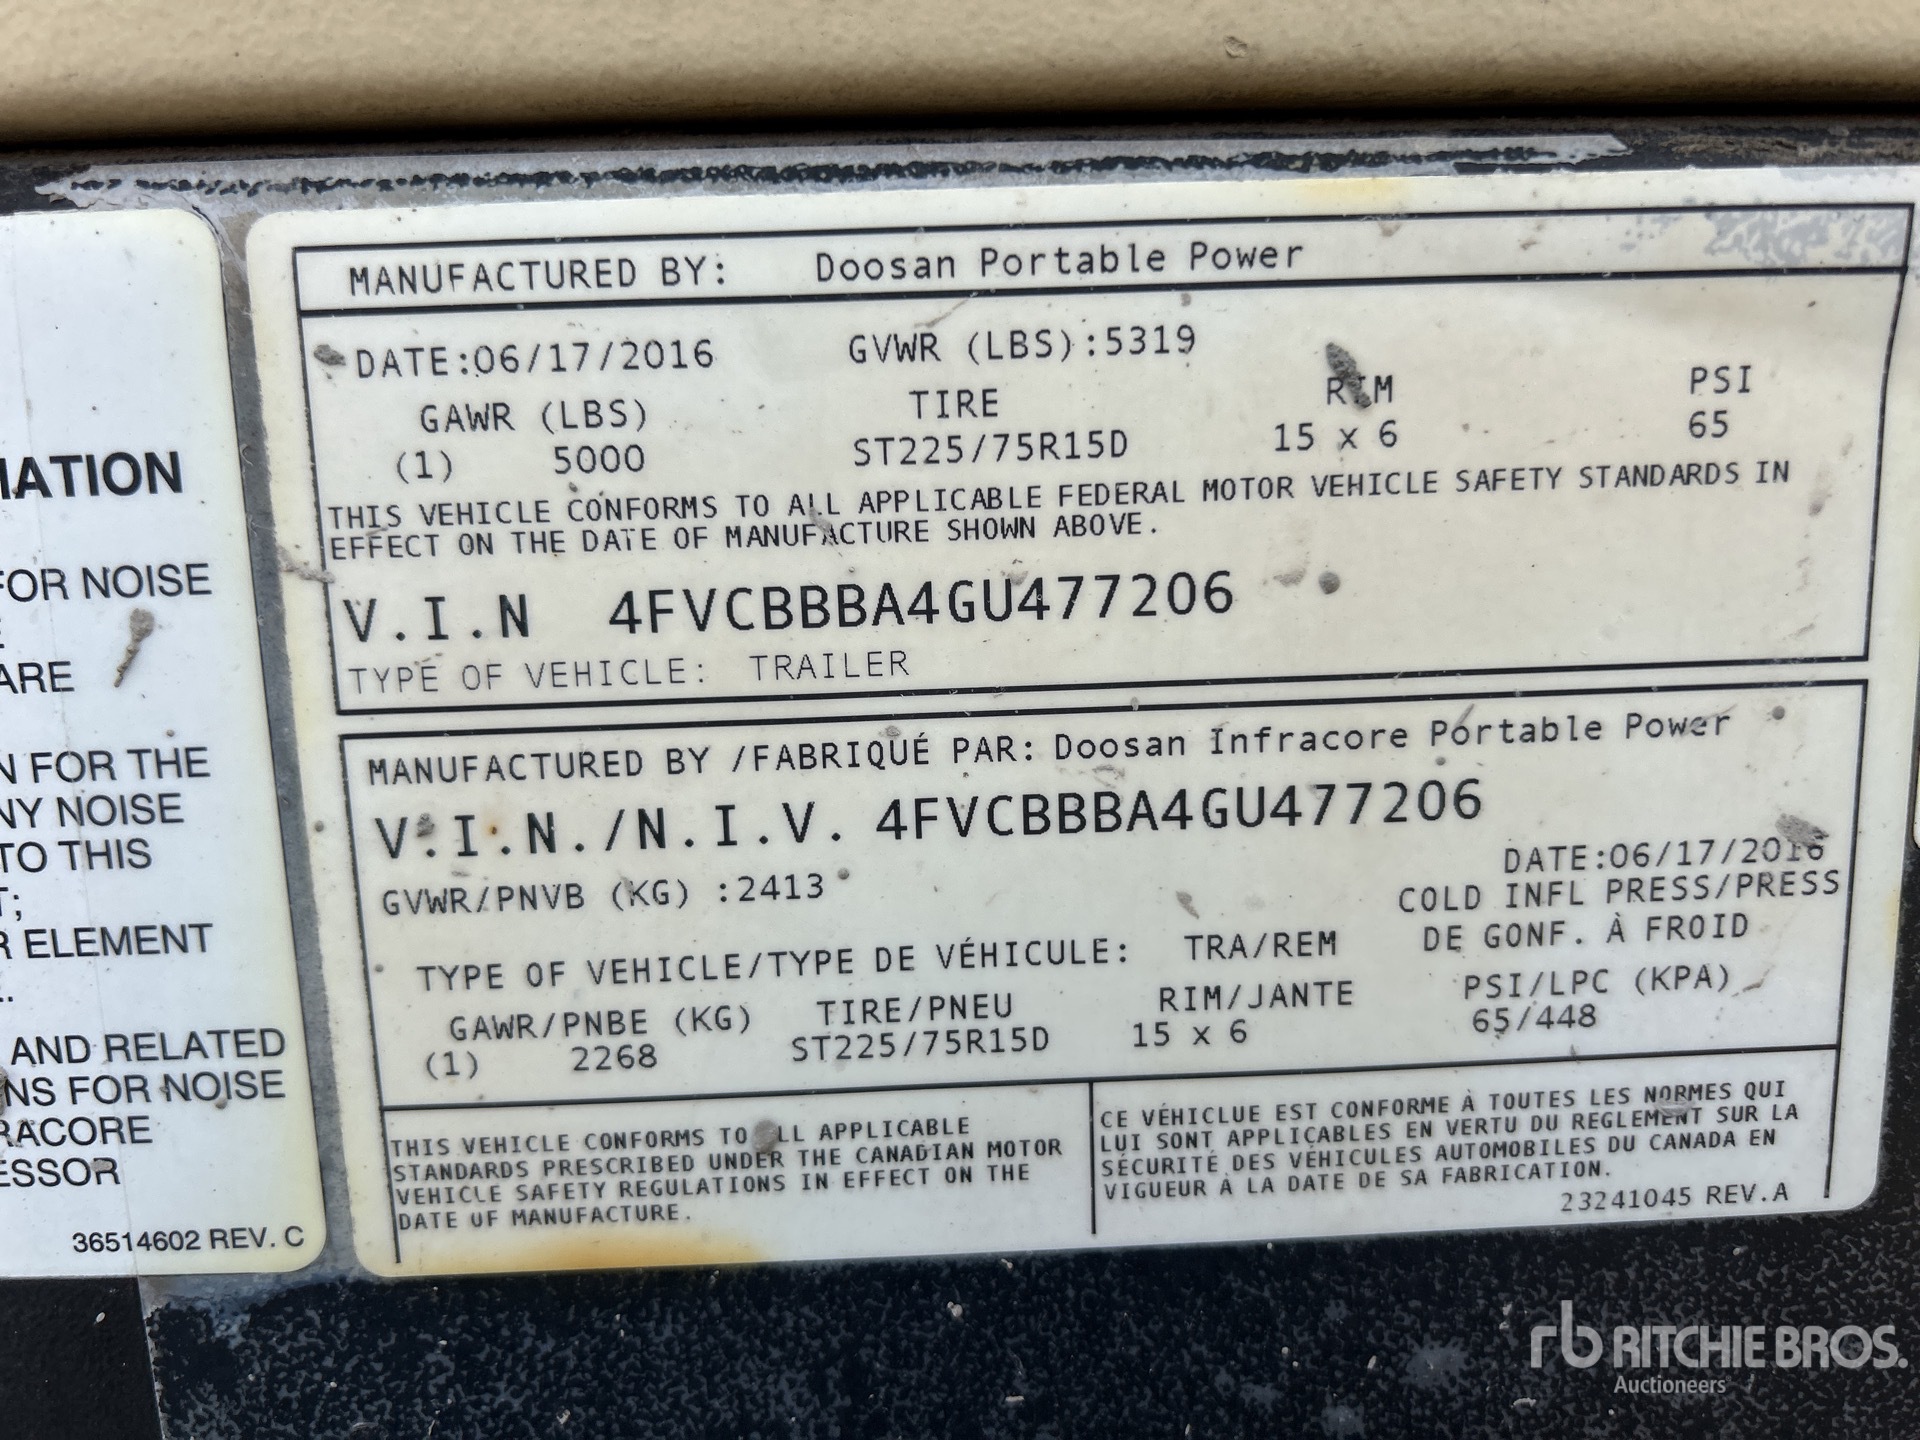 IATION
FOR NOISE
ARE
N FOR THE
NY NOISE
TO THIS
T;
R ELEMENT
AND RELATED
NS FOR NOISE
RACORE
ESSOR
36514602 REV. C
MANUFACTURED BY: Doosan Portable Power
DATE:06/17/2016 GVWR (LBS):5319
GAWR (LBS) TIRE RIM PSI
(1) 5000 ST225/75R15D 15 x 6 65
THIS VEHICLE CONFORMS TO ALL APPLICABLE FEDERAL MOTOR VEHICLE SAFETY STANDARDS IN
EFFECT ON THE DATE OF MANUFACTURE SHOWN ABOVE.
V.I.N 4FVCBBBA4GU477206
TYPE OF VEHICLE: TRAILER
MANUFACTURED BY /FABRIQUÉ PAR: Doosan Infracore Portable Power
V.I.N./N.I.V. 4FVCBBBA4GU477206
DATE:06/17/2016
GVWR/PNVB (KG) :2413
COLD INFL PRESS/PRESS
DE GONF. À FROID
TYPE OF VEHICLE/TYPE DE VÉHICULE: TRA/REM
GAWR/PNBE (KG) TIRE/PNEU RIM/JANTE PSI/LPC (KPA)
(1) 2268 ST225/75R15D 15 x 6 65/448
THIS VEHICLE CONFORMS TO ALL APPLICABLE
STANDARDS PRESCRIBED UNDER THE CANADIAN MOTOR
VEHICLE SAFETY REGULATIONS IN EFFECT ON THE
DATE OF MANUFACTURE.
CE VÉHICLUE EST CONFORME À TOUTES LES NORMES QUI
LUI SONT APPLICABLES EN VERTU DU REGLEMENT SUR LA
SÉCURITÉ DES VÉHICULES AUTOMOBILES DU CANADA EN
VIGUEUR À LA DATE DE SA FABRICATION.
23241045 REV.A
rb RITCHIE BROS.
Auctioneers